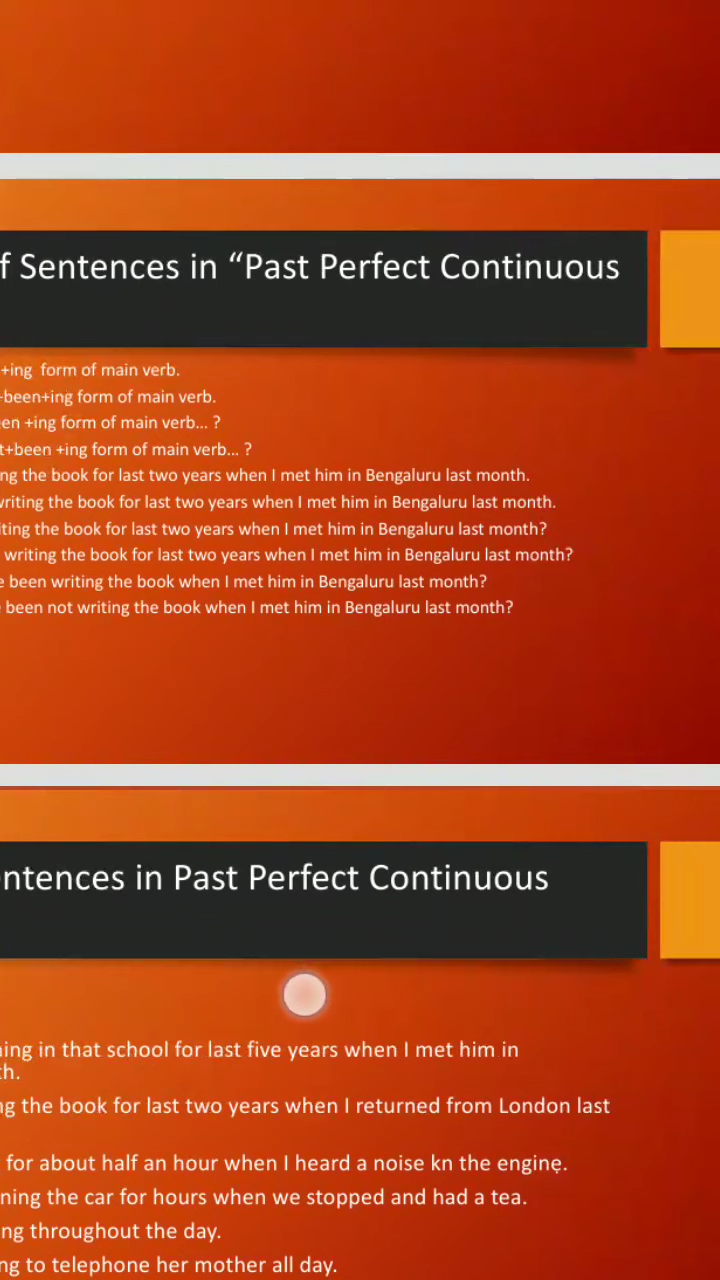 f Sentences in “Past Perfect Continuous
+ing form of main verb.
-been+ing form of main verb.
en +ing form of main verb... ?
t+been +ing form of main verb... ?
ng the book for last two years when I met him in Bengaluru last month.
writing the book for last two years when I met him in Bengaluru last month.
iting the book for last two years when I met him in Bengaluru last month?
writing the book for last two years when I met him in Bengaluru last month?
e been writing the book when I met him in Bengaluru last month?
been not writing the book when I met him in Bengaluru last month?
entences in Past Perfect Continuous
hing in that school for last five years when I met him in
th.
ng the book for last two years when I returned from London last
for about half an hour when I heard a noise kn the engine.
ning the car for hours when we stopped and had a tea.
ng throughout the day.
ng to telephone her mother all day.